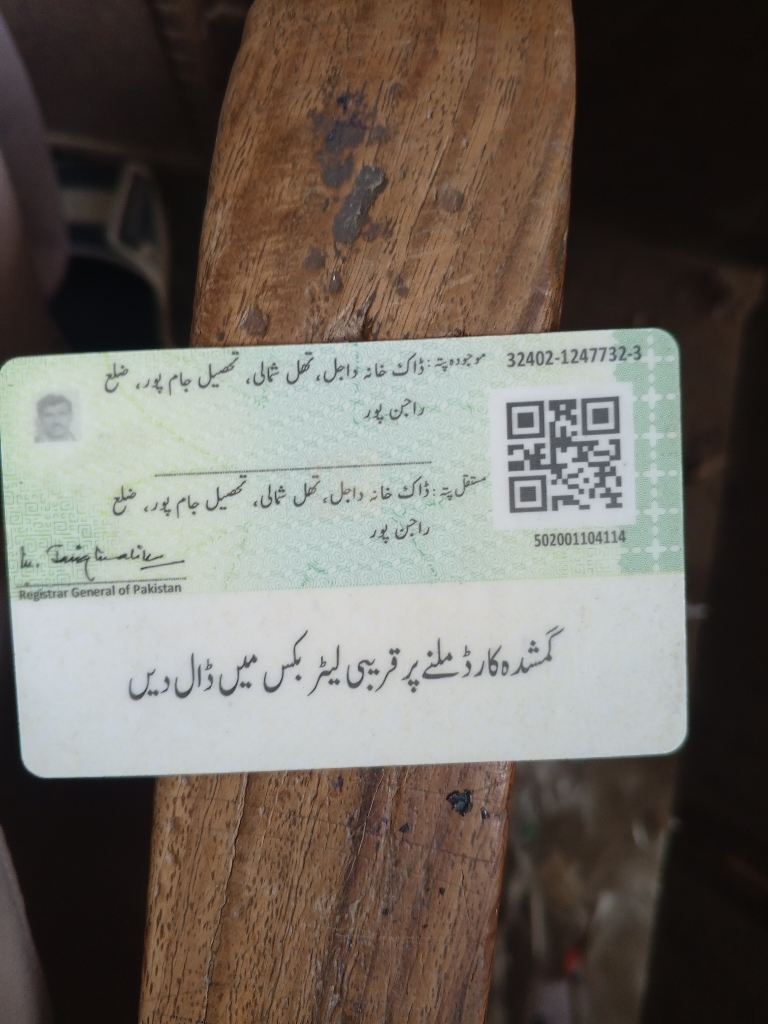 32402-1247732-3
موجودہ پتہ: ڈاک خانہ داجل، تھل شمالی، تحصیل جام پور، ضلع
راجن پور
مستقل پتہ: ڈاک خانہ داجل، تھل شمالی، تحصیل جام پور، ضلع
راجن پور
502001104114
Registrar General of Pakistan
گمشدہ کارڈ ملنے پر قریبی لیٹر بکس میں ڈال دیں